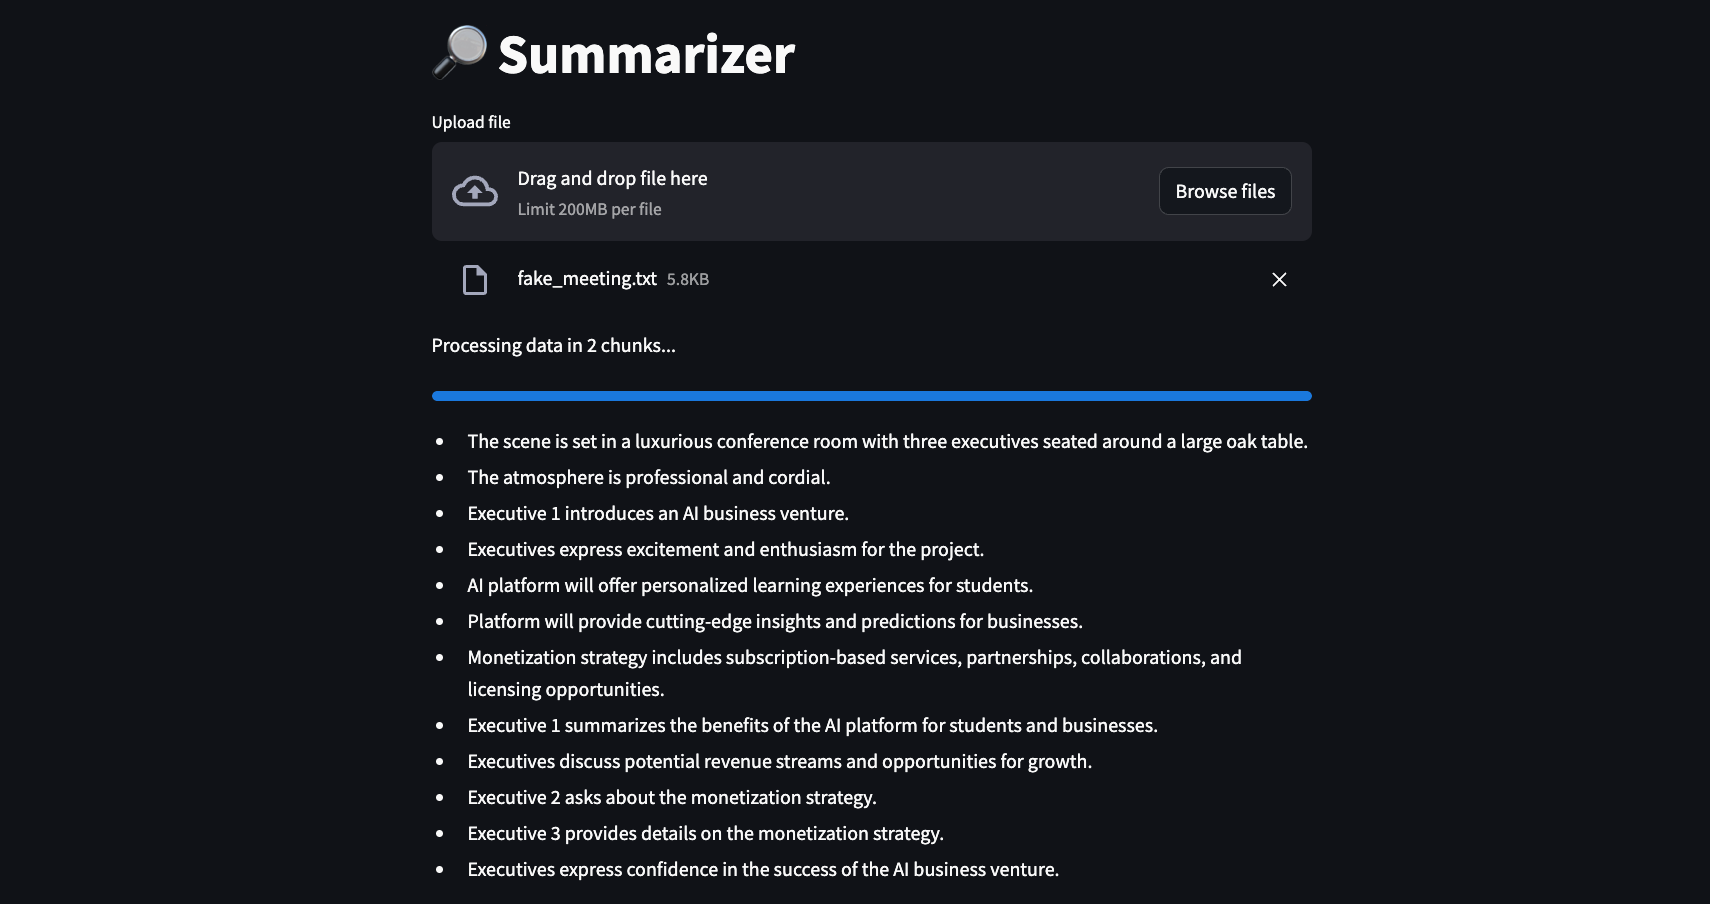 Summarizer
Upload file
Drag and drop file here
Limit 200MB per file
Browse files
fake_meeting.txt 5.8KB
Processing data in 2 chunks...
The scene is set in a luxurious conference room with three executives seated around a large oak table.
The atmosphere is professional and cordial.
Executive 1 introduces an AI business venture.
Executives express excitement and enthusiasm for the project.
AI platform will offer personalized learning experiences for students.
Platform will provide cutting-edge insights and predictions for businesses.
Monetization strategy includes subscription-based services, partnerships, collaborations, and
licensing opportunities.
Executive 1 summarizes the benefits of the AI platform for students and businesses.
Executives discuss potential revenue streams and opportunities for growth.
Executive 2 asks about the monetization strategy.
Executive 3 provides details on the monetization strategy.
Executives express confidence in the success of the AI business venture.